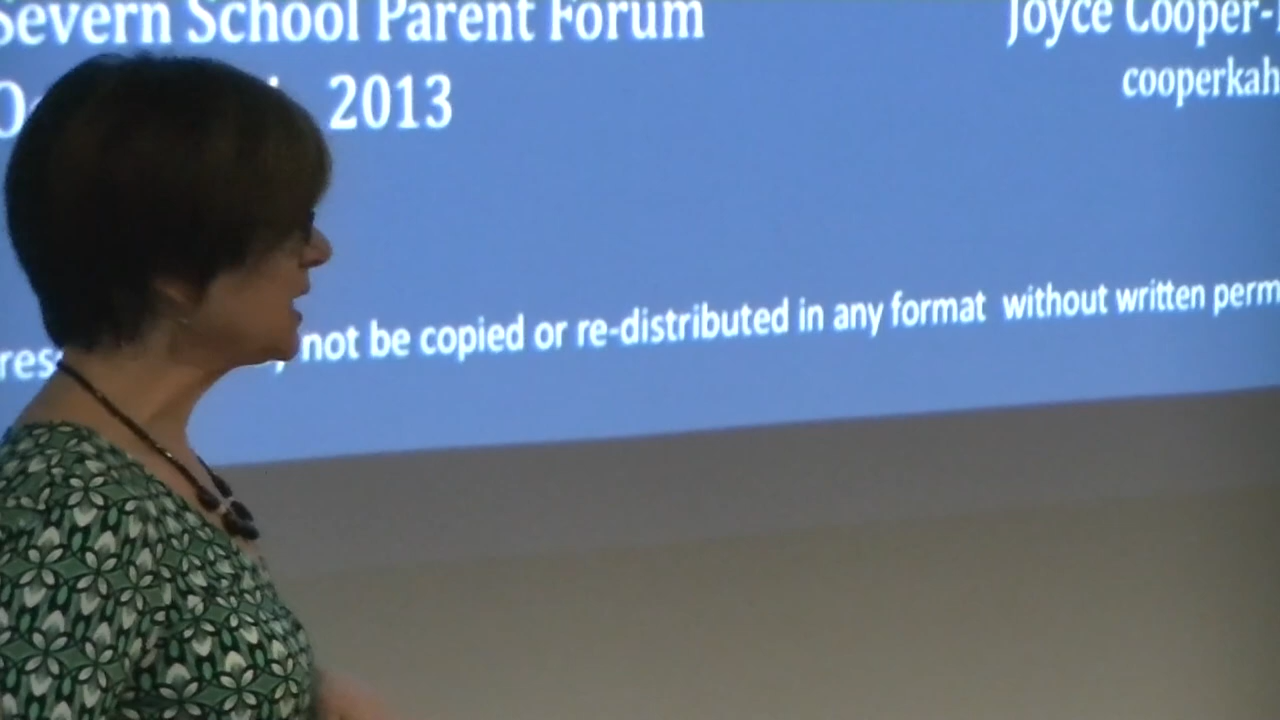 Severn School Parent Forum
2013
Joyce Cooper-
cooperkah
not be copied or re-distributed in any format without written perm